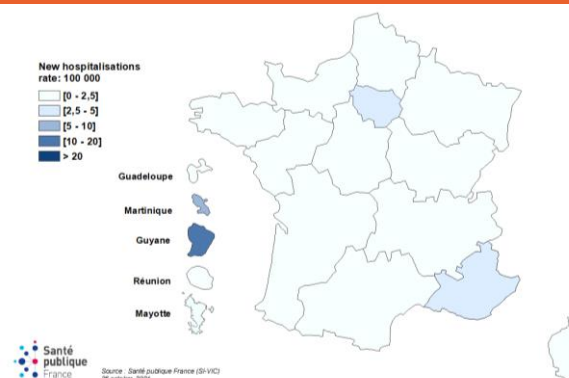 New hospitalisations
rate: 100 000
[0 - 2,5]
[2,5 - 5]
[5 - 10]
[10 - 20]
> 20
Guadeloupe
Martinique
Guyane
Réunion
Mayotte
Santé
publique
France
Source : Santé publique France (SI-VIC)